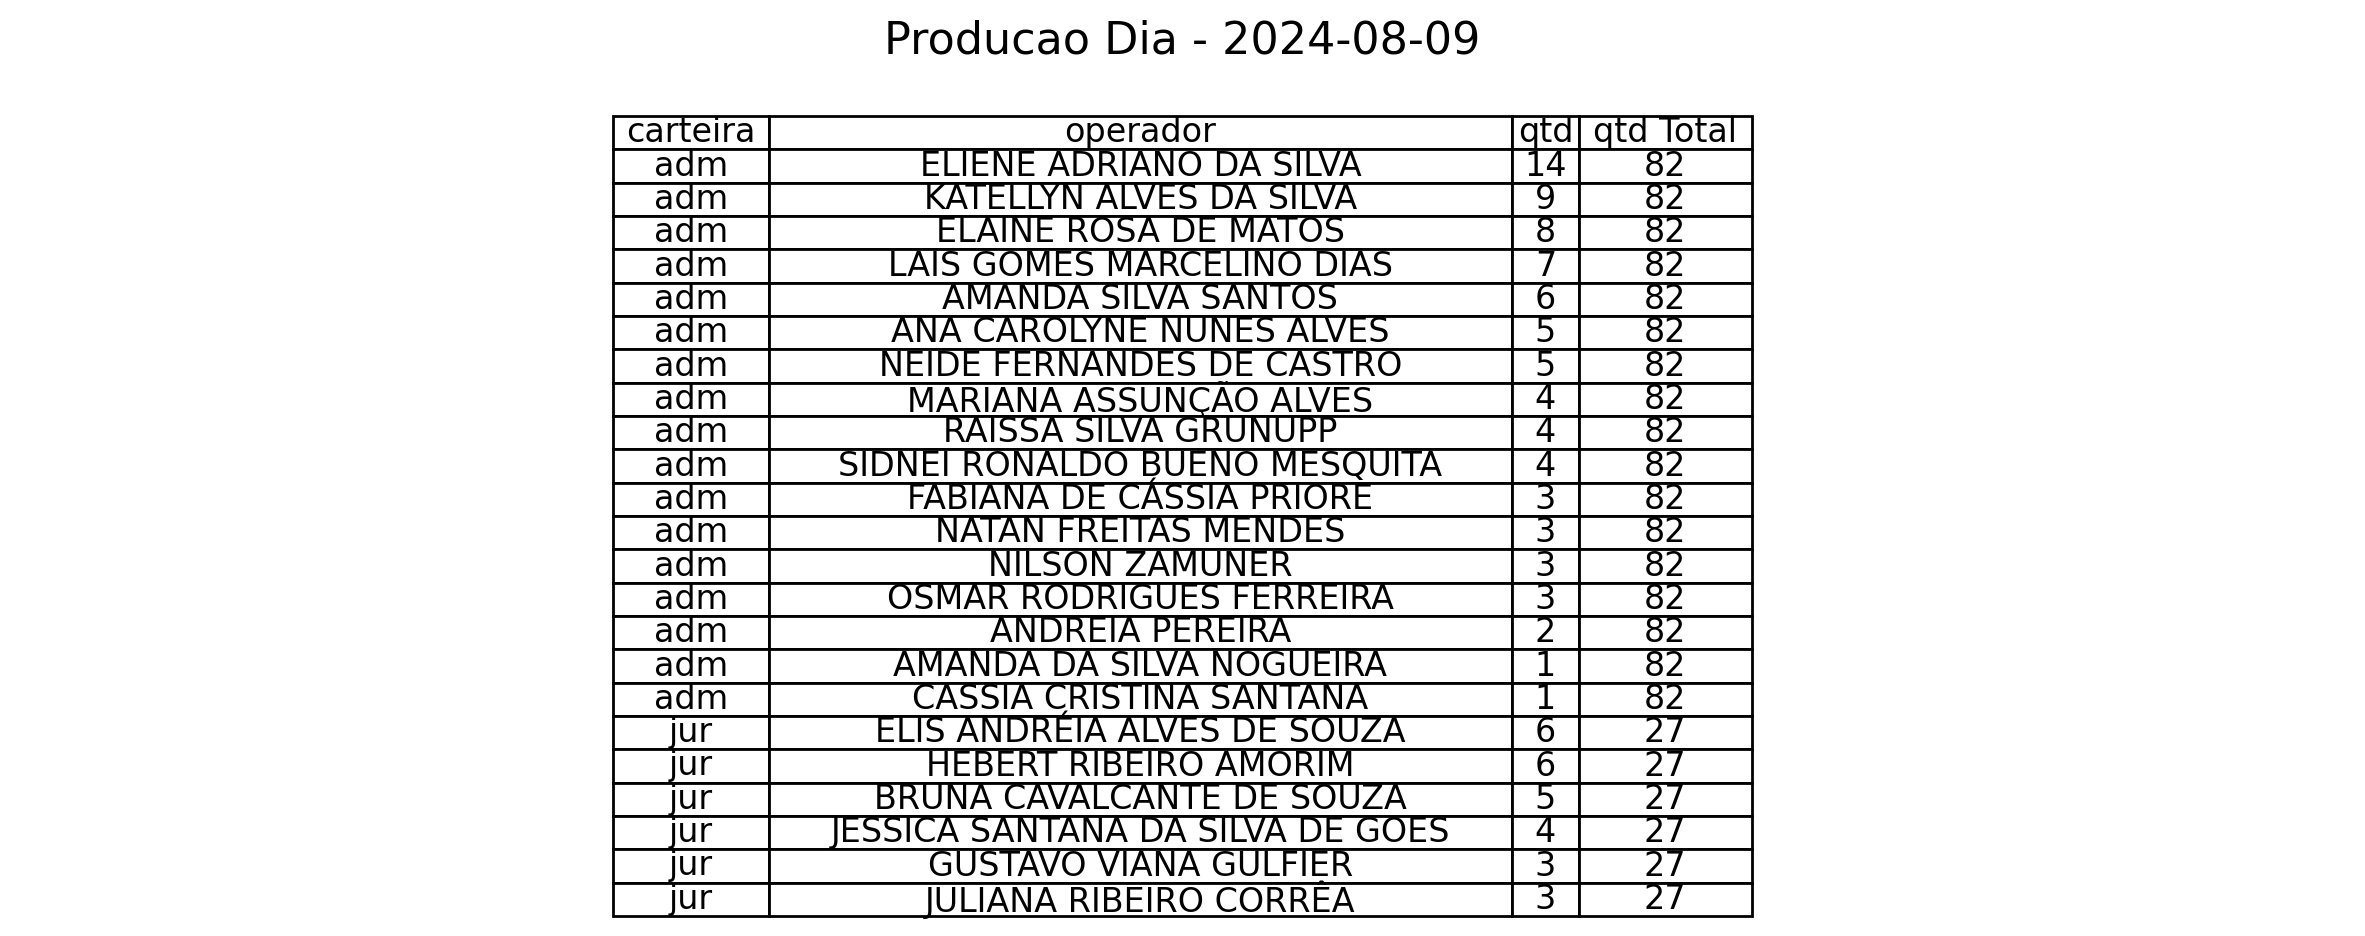 Producao Dia - 2024-08-09
carteira operador qtd qtd Total
adm ELIENE ADRIANO DA SILVA 14 82
adm KATELLYN ALVES DA SILVA 9 82
adm ELAINE ROSA DE MATOS 8 82
adm LAIS GOMES MARCELINO DIAS 7 82
adm AMANDA SILVA SANTOS 6 82
adm ANA CAROLYNE NUNES ALVES 5 82
adm NEIDE FERNANDES DE CASTRO 5 82
adm MARIANA ASSUNÇÃO ALVES 4 82
adm RAISSA SILVA GRUNUPP 4 82
adm SIDNEI RONALDO BUENO MESQUITA 4 82
adm FABIANA DE CÁSSIA PRIORE 3 82
adm NATAN FREITAS MENDES 3 82
adm NILSON ZAMUNER 3 82
adm OSMAR RODRIGUES FERREIRA 3 82
adm ANDREIA PEREIRA 2 82
adm AMANDA DA SILVA NOGUEIRA 1 82
adm CASSIA CRISTINA SANTANA 1 82
jur ELIS ANDRÉIA ALVES DE SOUZA 6 27
jur HEBERT RIBEIRO AMORIM 6 27
jur BRUNA CAVALCANTE DE SOUZA 5 27
jur JESSICA SANTANA DA SILVA DE GOES 4 27
jur GUSTAVO VIANA GULFIER 3 27
jur JULIANA RIBEIRO CORRÊA 3 27